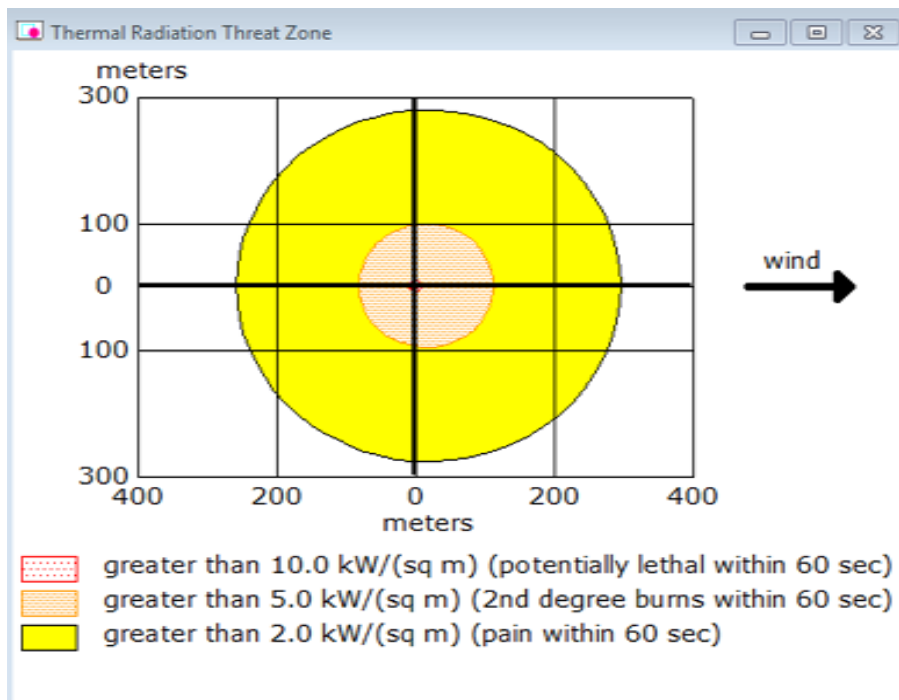 Thermal Radiation Threat Zone
meters
300
100
0
100
300
400 200 0 200 400
meters
wind
greater than 10.0 kW/(sq m) (potentially lethal within 60 sec)
greater than 5.0 kW/(sq m) (2nd degree burns within 60 sec)
greater than 2.0 kW/(sq m) (pain within 60 sec)